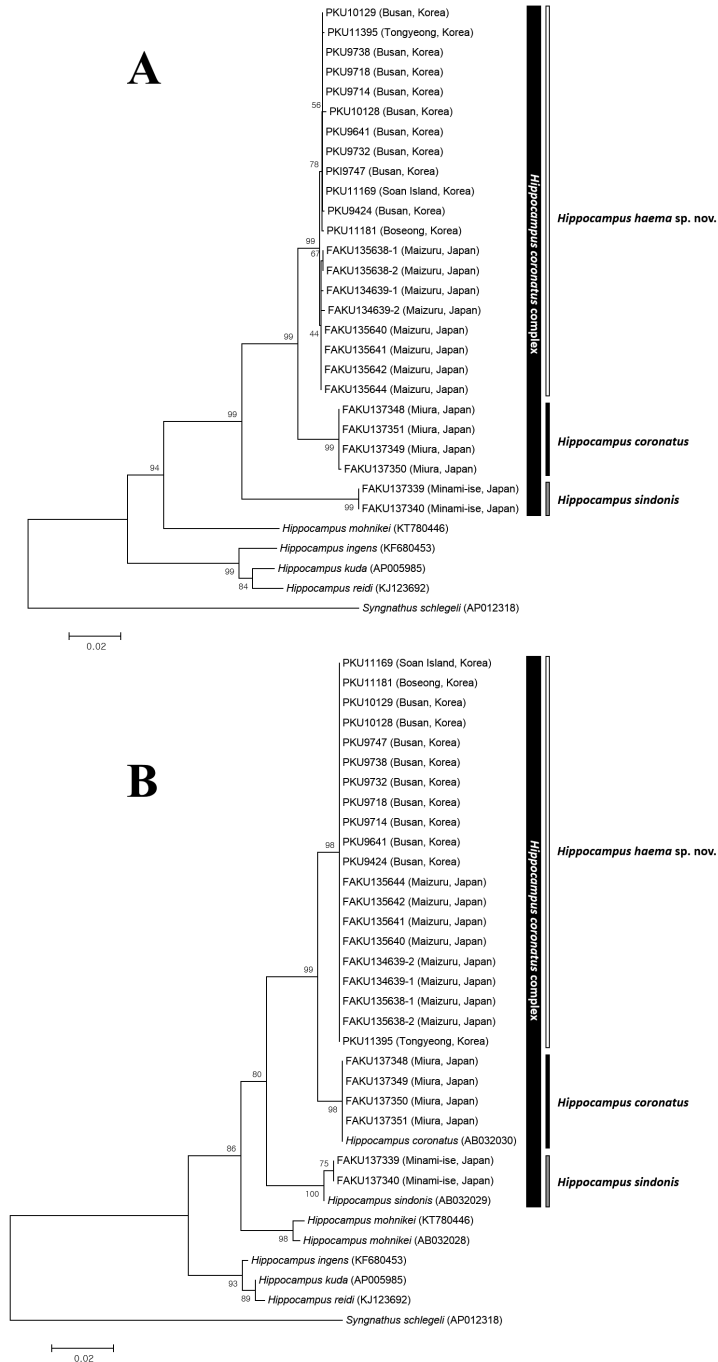 A
PKU10129 (Busan, Korea)
PKU11395 (Tongyeong, Korea)
PKU9738 (Busan, Korea)
PKU9718 (Busan, Korea)
PKU9714 (Busan, Korea)
56
PKU10128 (Busan, Korea)
PKU9641 (Busan, Korea)
PKU9732 (Busan, Korea)
78
PKI9747 (Busan, Korea)
PKU11169 (Soan Island, Korea)
PKU9424 (Busan, Korea)
PKU11181 (Boseong, Korea)
99
67
FAKU135638-1 (Maizuru, Japan)
FAKU135638-2 (Maizuru, Japan)
FAKU134639-1 (Maizuru, Japan)
FAKU134639-2 (Maizuru, Japan)
44
FAKU135640 (Maizuru, Japan)
FAKU135641 (Maizuru, Japan)
FAKU135642 (Maizuru, Japan)
FAKU135644 (Maizuru, Japan)
99
FAKU137348 (Miura, Japan)
FAKU137351 (Miura, Japan)
99
FAKU137349 (Miura, Japan)
FAKU137350 (Miura, Japan)
99
FAKU137339 (Minami-ise, Japan)
99
FAKU137340 (Minami-ise, Japan)
94
Hippocampus mohnikei (KT780446)
Hippocampus ingens (KF680453)
99
Hippocampus kuda (AP005985)
84
Hippocampus reidi (KJ123692)
Syngnathus schlegeli (AP012318)
0.02
Hippocampus coronatus complex
Hippocampus haema sp. nov.
Hippocampus coronatus
Hippocampus sindonis
B
PKU11169 (Soan Island, Korea)
PKU11181 (Boseong, Korea)
PKU10129 (Busan, Korea)
PKU10128 (Busan, Korea)
PKU9747 (Busan, Korea)
PKU9738 (Busan, Korea)
PKU9732 (Busan, Korea)
PKU9718 (Busan, Korea)
PKU9714 (Busan, Korea)
98
PKU9641 (Busan, Korea)
PKU9424 (Busan, Korea)
FAKU135644 (Maizuru, Japan)
FAKU135642 (Maizuru, Japan)
FAKU135641 (Maizuru, Japan)
FAKU135640 (Maizuru, Japan)
99
FAKU134639-2 (Maizuru, Japan)
FAKU134639-1 (Maizuru, Japan)
FAKU135638-1 (Maizuru, Japan)
FAKU135638-2 (Maizuru, Japan)
PKU11395 (Tongyeong, Korea)
FAKU137348 (Miura, Japan)
80
FAKU137349 (Miura, Japan)
FAKU137350 (Miura, Japan)
98
FAKU137351 (Miura, Japan)
Hippocampus coronatus (AB032030)
86
75
FAKU137339 (Minami-ise, Japan)
FAKU137340 (Minami-ise, Japan)
100
Hippocampus sindonis (AB032029)
Hippocampus mohnikei (KT780446)
98
Hippocampus mohnikei (AB032028)
Hippocampus ingens (KF680453)
93
Hippocampus kuda (AP005985)
89
Hippocampus reidi (KJ123692)
Syngnathus schlegeli (AP012318)
0.02
Hippocampus coronatus complex
Hippocampus haema sp. nov.
Hippocampus coronatus
Hippocampus sindonis